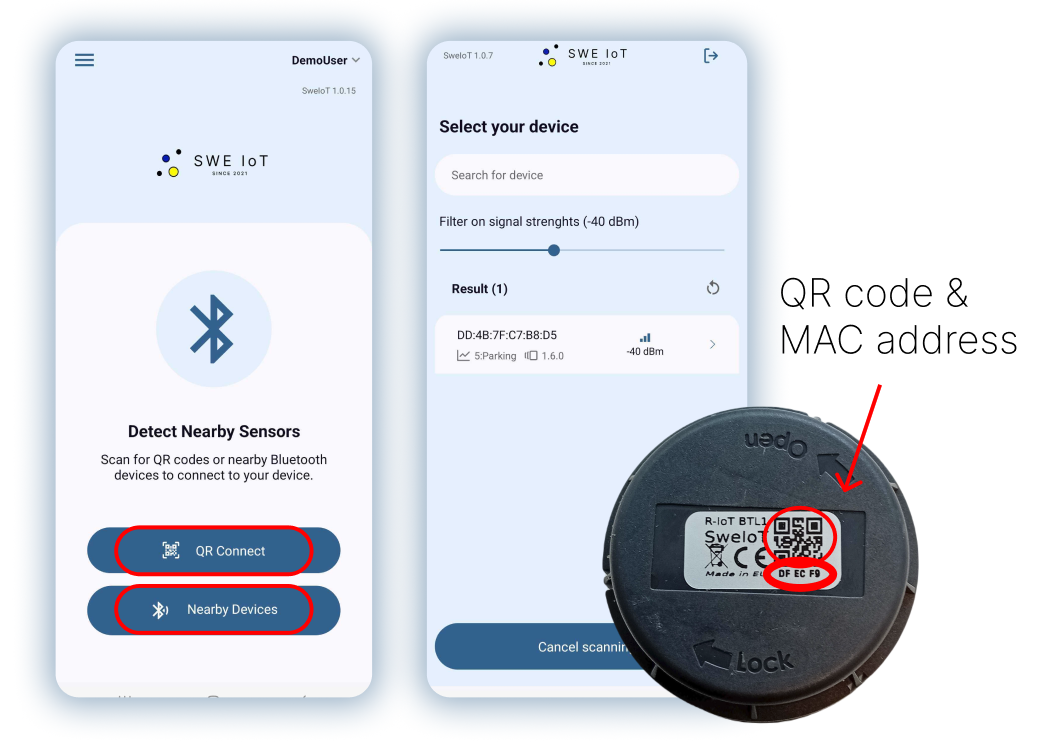 DemoUser
SweIoT 1.0.15
SWE IoT
SINCE 2021
Detect Nearby Sensors
Scan for QR codes or nearby Bluetooth
devices to connect to your device.
QR Connect
Nearby Devices
SweIoT 1.0.7
SWE IoT
SINCE 2021
Select your device
Search for device
Filter on signal strenghts (-40 dBm)
Result (1)
DD:4B:7F:C7:B8:D5
5:Parking 1.6.0
-40 dBm
Cancel scannin
QR code &
MAC address
Open
R-IoT BTL1
SweIoT
CE
Made in E
DF EC F9
Lock